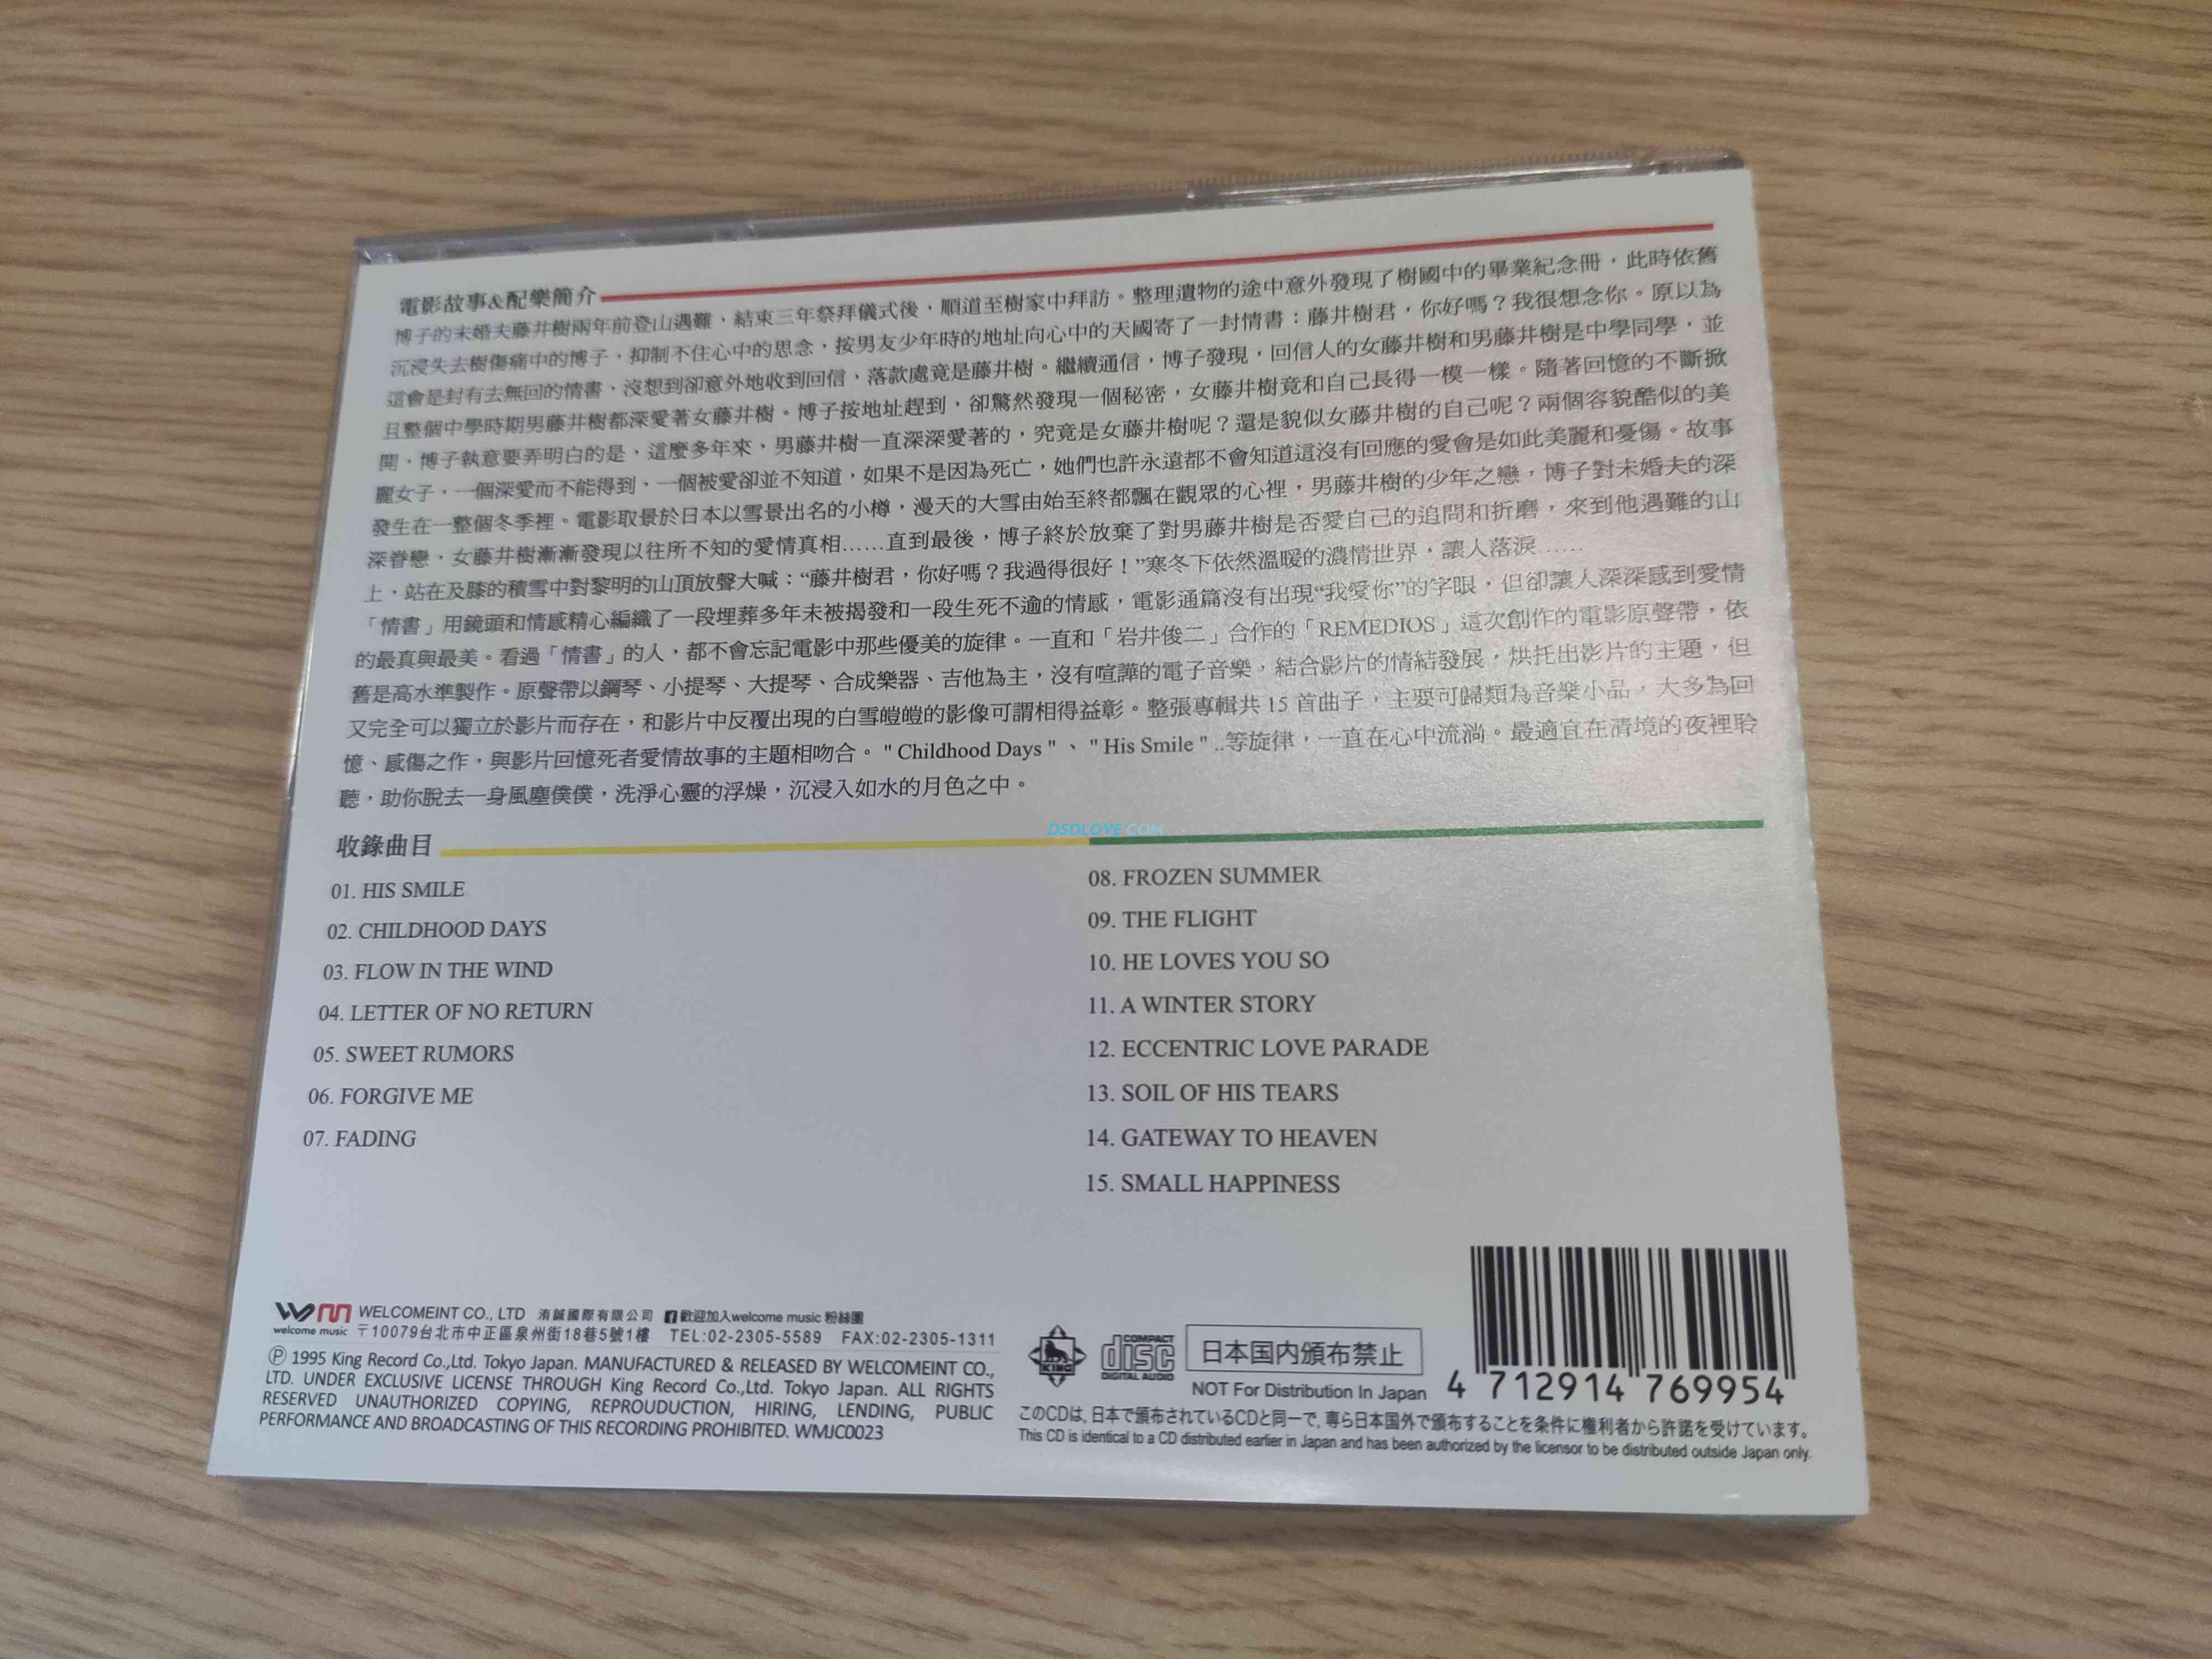 電影故事&配樂簡介
博子的未婚夫藤井樹兩年前登山遇難，結束三年祭拜儀式後，順道至樹家中拜訪。整理遺物的途中意外發現了樹國中的畢業紀念冊，此時依舊
沉浸失去樹傷痛中的博子，抑制不住心中的思念，按男友少年時的地址向心中的天國寄了一封情書：藤井樹君，你好嗎？我很想念你。原以為
這會是封有去無回的情書，沒想到卻意外地收到回信，落款處竟是藤井樹。繼續通信，博子發現，回信人的女藤井樹和男藤井樹是中學同學，並
且整個中學時期男藤井樹都深愛著女藤井樹。博子按地址趕到，卻驚然發現一個秘密，女藤井樹竟和自己長得一模一樣。隨著回憶的不斷掀
開，博子執意要弄明白的是，這麼多年來，男藤井樹一直深深愛著的，究竟是女藤井樹呢？還是貌似女藤井樹的自己呢？兩個容貌酷似的美
麗女子，一個深愛而不能得到，一個被愛卻並不知道，如果不是因為死亡，她們也許永遠都不會知道這沒有回應的愛會是如此美麗和憂傷。故事
發生在一整個冬季裡。電影取景於日本以雪景出名的小樽，漫天的大雪由始至終都飄在觀眾的心裡，男藤井樹的少年之戀，博子對未婚夫的深
深眷戀，女藤井樹漸漸發現以往所不知的愛情真相......直到最後，博子終於放棄了對男藤井樹是否愛自己的追問和折磨，來到他遇難的山
上，站在及膝的積雪中對黎明的山頂放聲大喊：“藤井樹君，你好嗎？我過得很好！”寒冬下依然溫暖的濃情世界，讓人落淚......
「情書」用鏡頭和情感精心編織了一段埋葬多年未被揭發和一段生死不逾的情感，電影通篇沒有出現“我愛你”的字眼，但卻讓人深深感到愛情
的最真與最美。看過「情書」的人，都不會忘記電影中那些優美的旋律。一直和「岩井俊二」合作的「REMEDIOS」這次創作的電影原聲帶，依
舊是高水準製作。原聲帶以鋼琴、小提琴、大提琴、合成樂器、吉他為主，沒有喧譁的電子音樂，結合影片的情結發展，烘托出影片的主題，但
又完全可以獨立於影片而存在，和影片中反覆出現的白雪皚皚的影像可謂相得益彰。整張專輯共 15 首曲子，主要可歸類為音樂小品，大多為回
憶、感傷之作，與影片回憶死者愛情故事的主題相吻合。 " Childhood Days " 、 " His Smile " ..等旋律，一直在心中流淌。最適宜在清境的夜裡聆
聽，助你脫去一身風塵僕僕，洗淨心靈的浮燥，沉浸入如水的月色之中。
DSDLOVE.COM
收錄曲目
01. HIS SMILE
02. CHILDHOOD DAYS
03. FLOW IN THE WIND
04. LETTER OF NO RETURN
05. SWEET RUMORS
06. FORGIVE ME
07. FADING
08. FROZEN SUMMER
09. THE FLIGHT
10. HE LOVES YOU SO
11. A WINTER STORY
12. ECCENTRIC LOVE PARADE
13. SOIL OF HIS TEARS
14. GATEWAY TO HEAVEN
15. SMALL HAPPINESS
welcome music
WELCOMEINT CO., LTD 洧誠國際有限公司 歡迎加入welcome music 粉絲團
〒10079台北市中正區泉州街18巷5號1樓 TEL:02-2305-5589 FAX:02-2305-1311
Ⓟ 1995 King Record Co.,Ltd. Tokyo Japan. MANUFACTURED & RELEASED BY WELCOMEINT CO.,
LTD. UNDER EXCLUSIVE LICENSE THROUGH King Record Co.,Ltd. Tokyo Japan. ALL RIGHTS
RESERVED UNAUTHORIZED COPYING, REPROUDUCTION, HIRING, LENDING, PUBLIC
PERFORMANCE AND BROADCASTING OF THIS RECORDING PROHIBITED. WMJC0023
KING
COMPACT
disc
DIGITAL AUDIO
日本国内頒布禁止
NOT For Distribution In Japan
4 712914 769954
このCDは, 日本で頒布されているCDと同一で, 専ら日本国外で頒布することを条件に権利者から許諾を受けています。
This CD is identical to a CD distributed earlier in Japan and has been authorized by the licensor to be distributed outside Japan only.